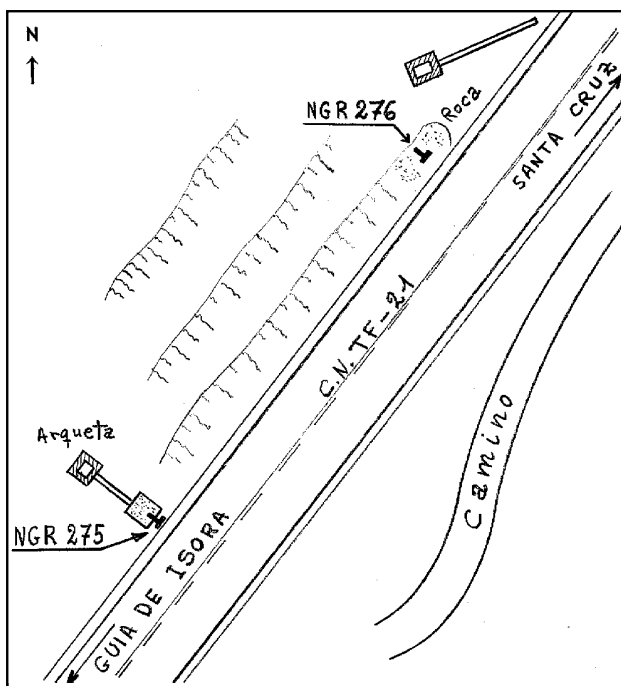 N
Roca
NGR 276
SANTA CRUZ
C.N. TF-21
Camino
Arqueta
NGR 275
GUIA DE ISORA